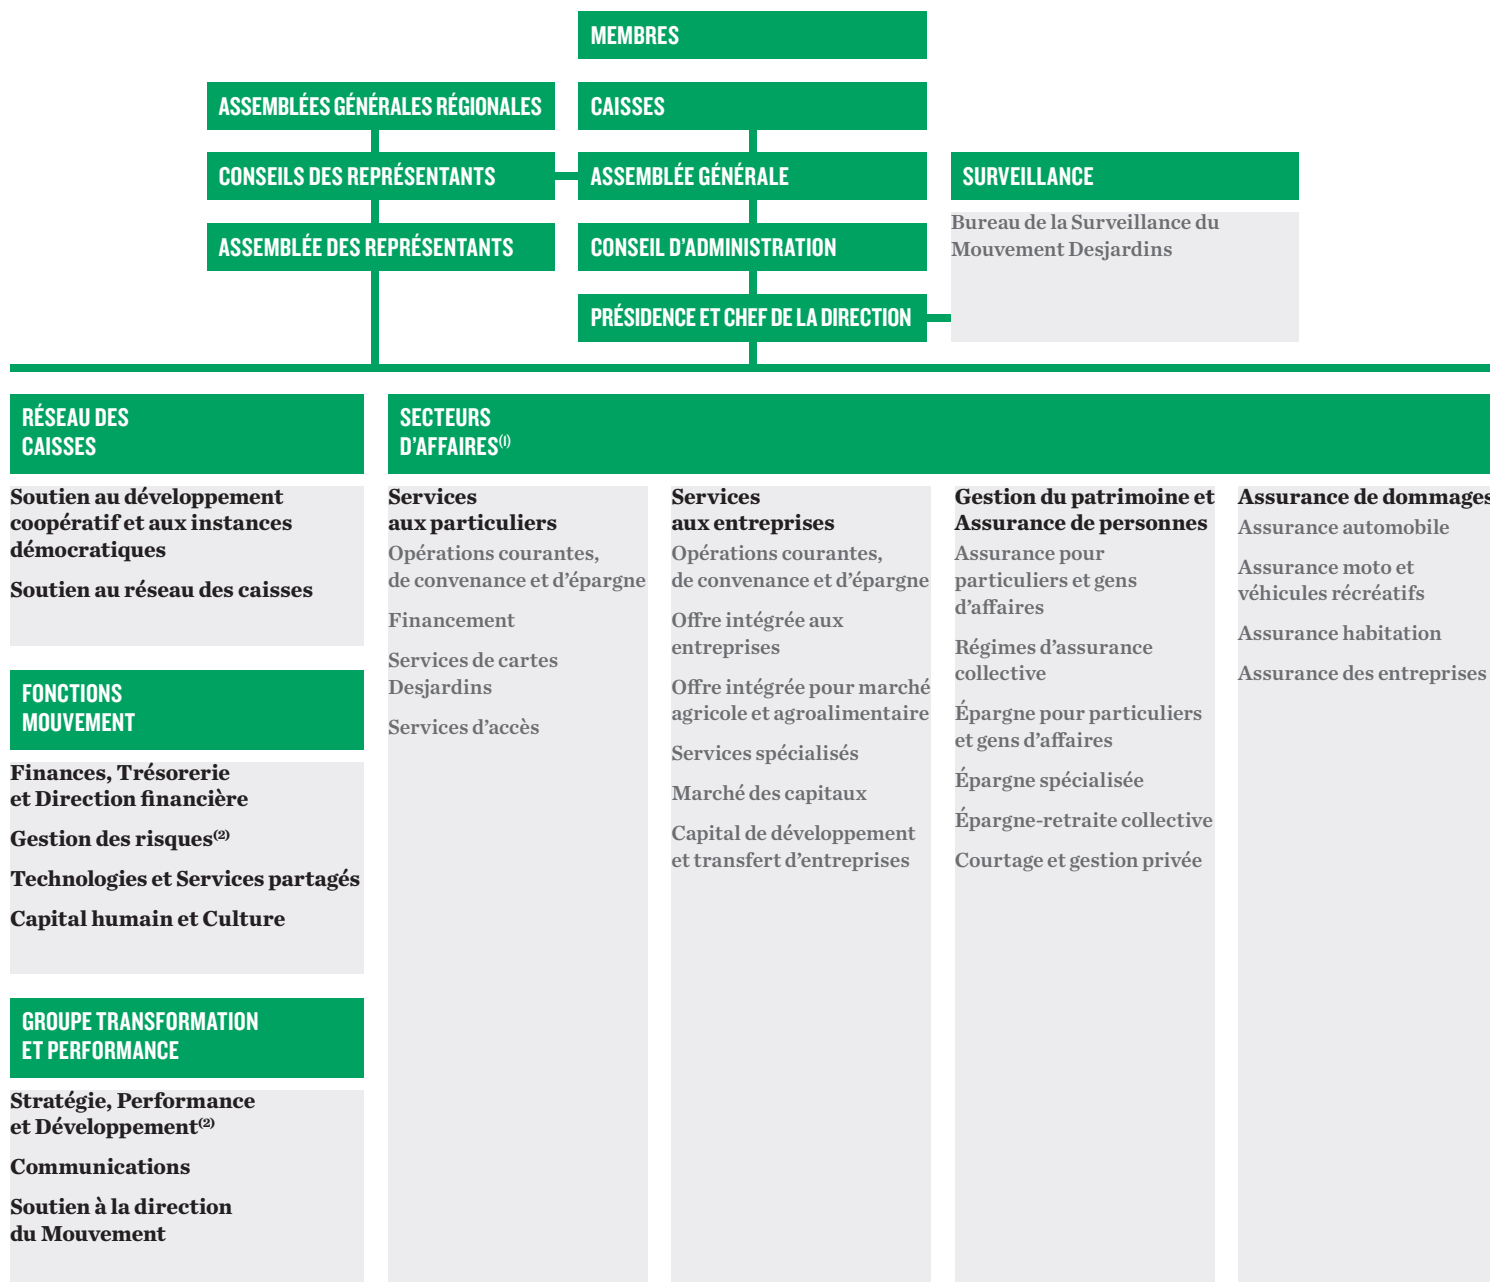 MEMBRES
ASSEMBLÉES GÉNÉRALES RÉGIONALES
CAISSES
CONSEILS DES REPRÉSENTANTS
ASSEMBLÉE GÉNÉRALE
SURVEILLANCE
Bureau de la Surveillance du
Mouvement Desjardins
ASSEMBLÉE DES REPRÉSENTANTS
CONSEIL D’ADMINISTRATION
PRÉSIDENCE ET CHEF DE LA DIRECTION
RÉSEAU DES
CAISSES
Soutien au développement
coopératif et aux instances
démocratiques
Soutien au réseau des caisses
FONCTIONS
MOUVEMENT
Finances, Trésorerie
et Direction financière
Gestion des risques(2)
Technologies et Services partagés
Capital humain et Culture
GROUPE TRANSFORMATION
ET PERFORMANCE
Stratégie, Performance
et Développement(2)
Communications
Soutien à la direction
du Mouvement
SECTEURS
D’AFFAIRES(1)
Services
aux particuliers
Opérations courantes,
de convenance et d’épargne
Financement
Services de cartes
Desjardins
Services d’accès
Services
aux entreprises
Opérations courantes,
de convenance et d’épargne
Offre intégrée aux
entreprises
Offre intégrée pour marché
agricole et agroalimentaire
Services spécialisés
Marché des capitaux
Capital de développement
et transfert d’entreprises
Gestion du patrimoine et
Assurance de personnes
Assurance pour
particuliers et gens
d’affaires
Régimes d’assurance
collective
Épargne pour particuliers
et gens d’affaires
Épargne spécialisée
Épargne-retraite collective
Courtage et gestion privée
Assurance de dommages
Assurance automobile
Assurance moto et
véhicules récréatifs
Assurance habitation
Assurance des entreprises